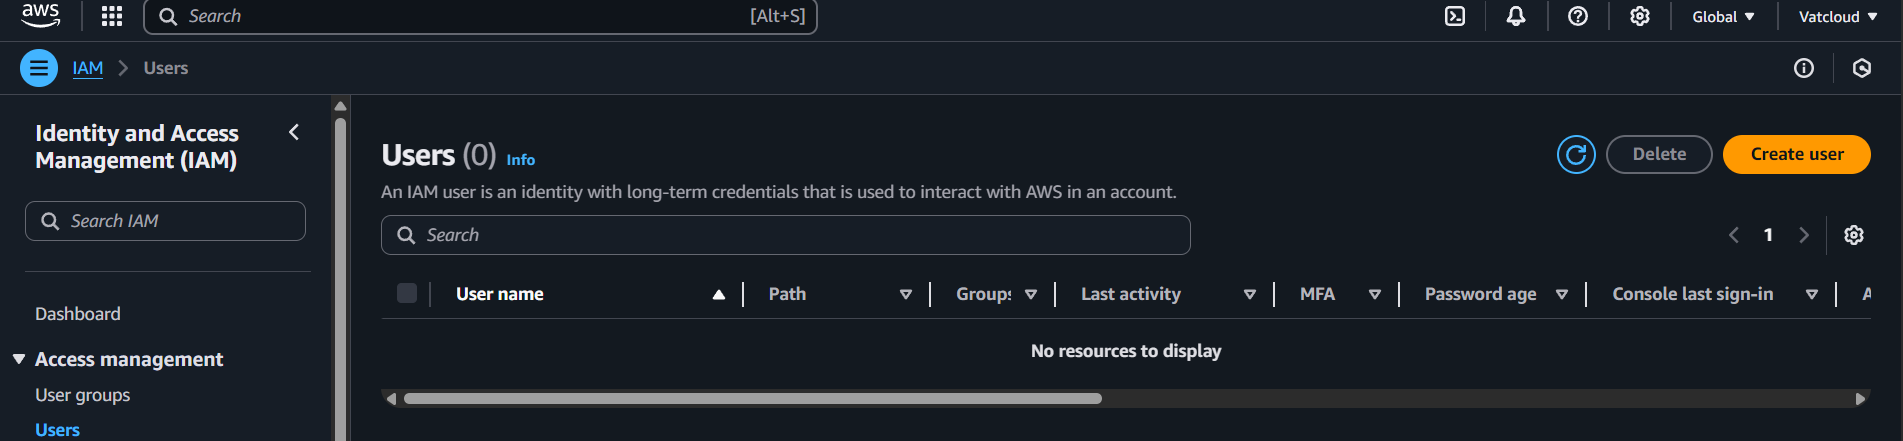 aws
Search [Alt+S]
Global
Vatcloud
IAM > Users
Identity and Access
Management (IAM)
Search IAM
Dashboard
Access management
User groups
Users
Users (0) Info
Delete
Create user
An IAM user is an identity with long-term credentials that is used to interact with AWS in an account.
Search
1
User name Path Groups Last activity MFA Password age Console last sign-in A
No resources to display